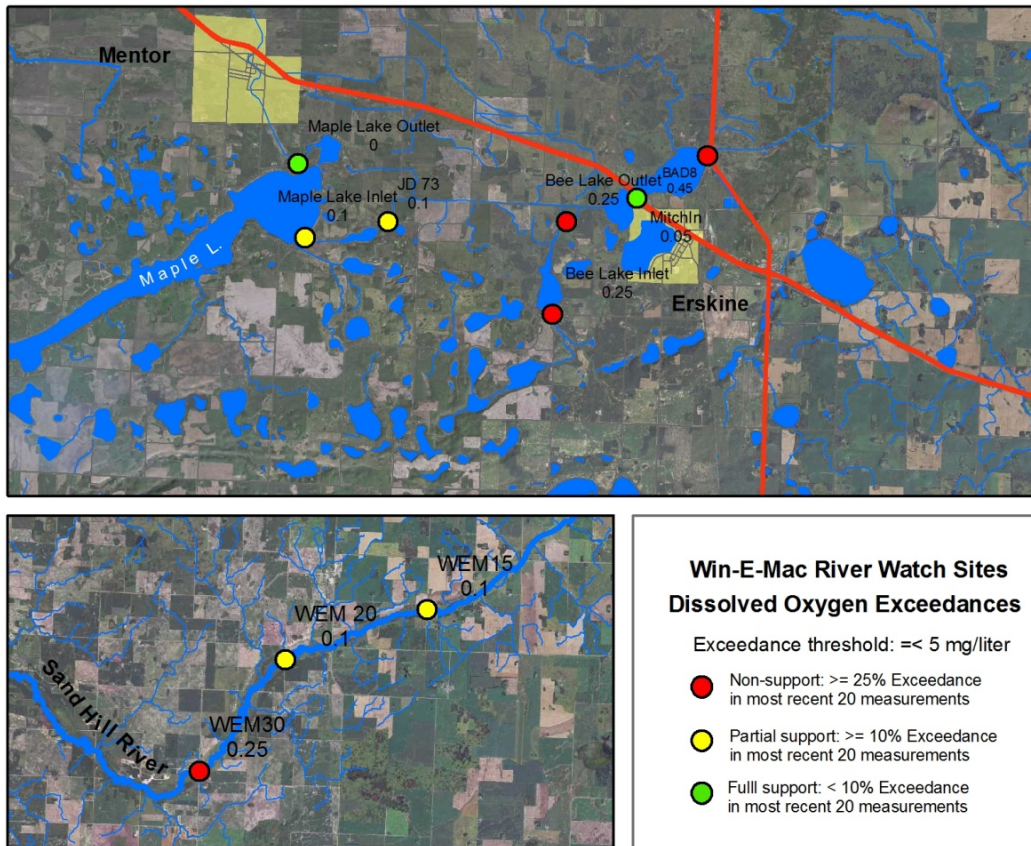 Mentor
Maple Lake Outlet
0
Maple Lake Inlet
0.1
JD 73
0.1
Bee Lake Outlet
0.25
BAD8
0.45
MitchIn
0.05
Bee Lake Inlet
0.25
Maple L.
Erskine
WEM15
0.1
WEM 20
0.1
WEM30
0.25
Sand Hill River
Win-E-Mac River Watch Sites
Dissolved Oxygen Exceedances
Exceedance threshold: =< 5 mg/liter
Non-support: >= 25% Exceedance
in most recent 20 measurements
Partial support: >= 10% Exceedance
in most recent 20 measurements
Fulll support: < 10% Exceedance
in most recent 20 measurements